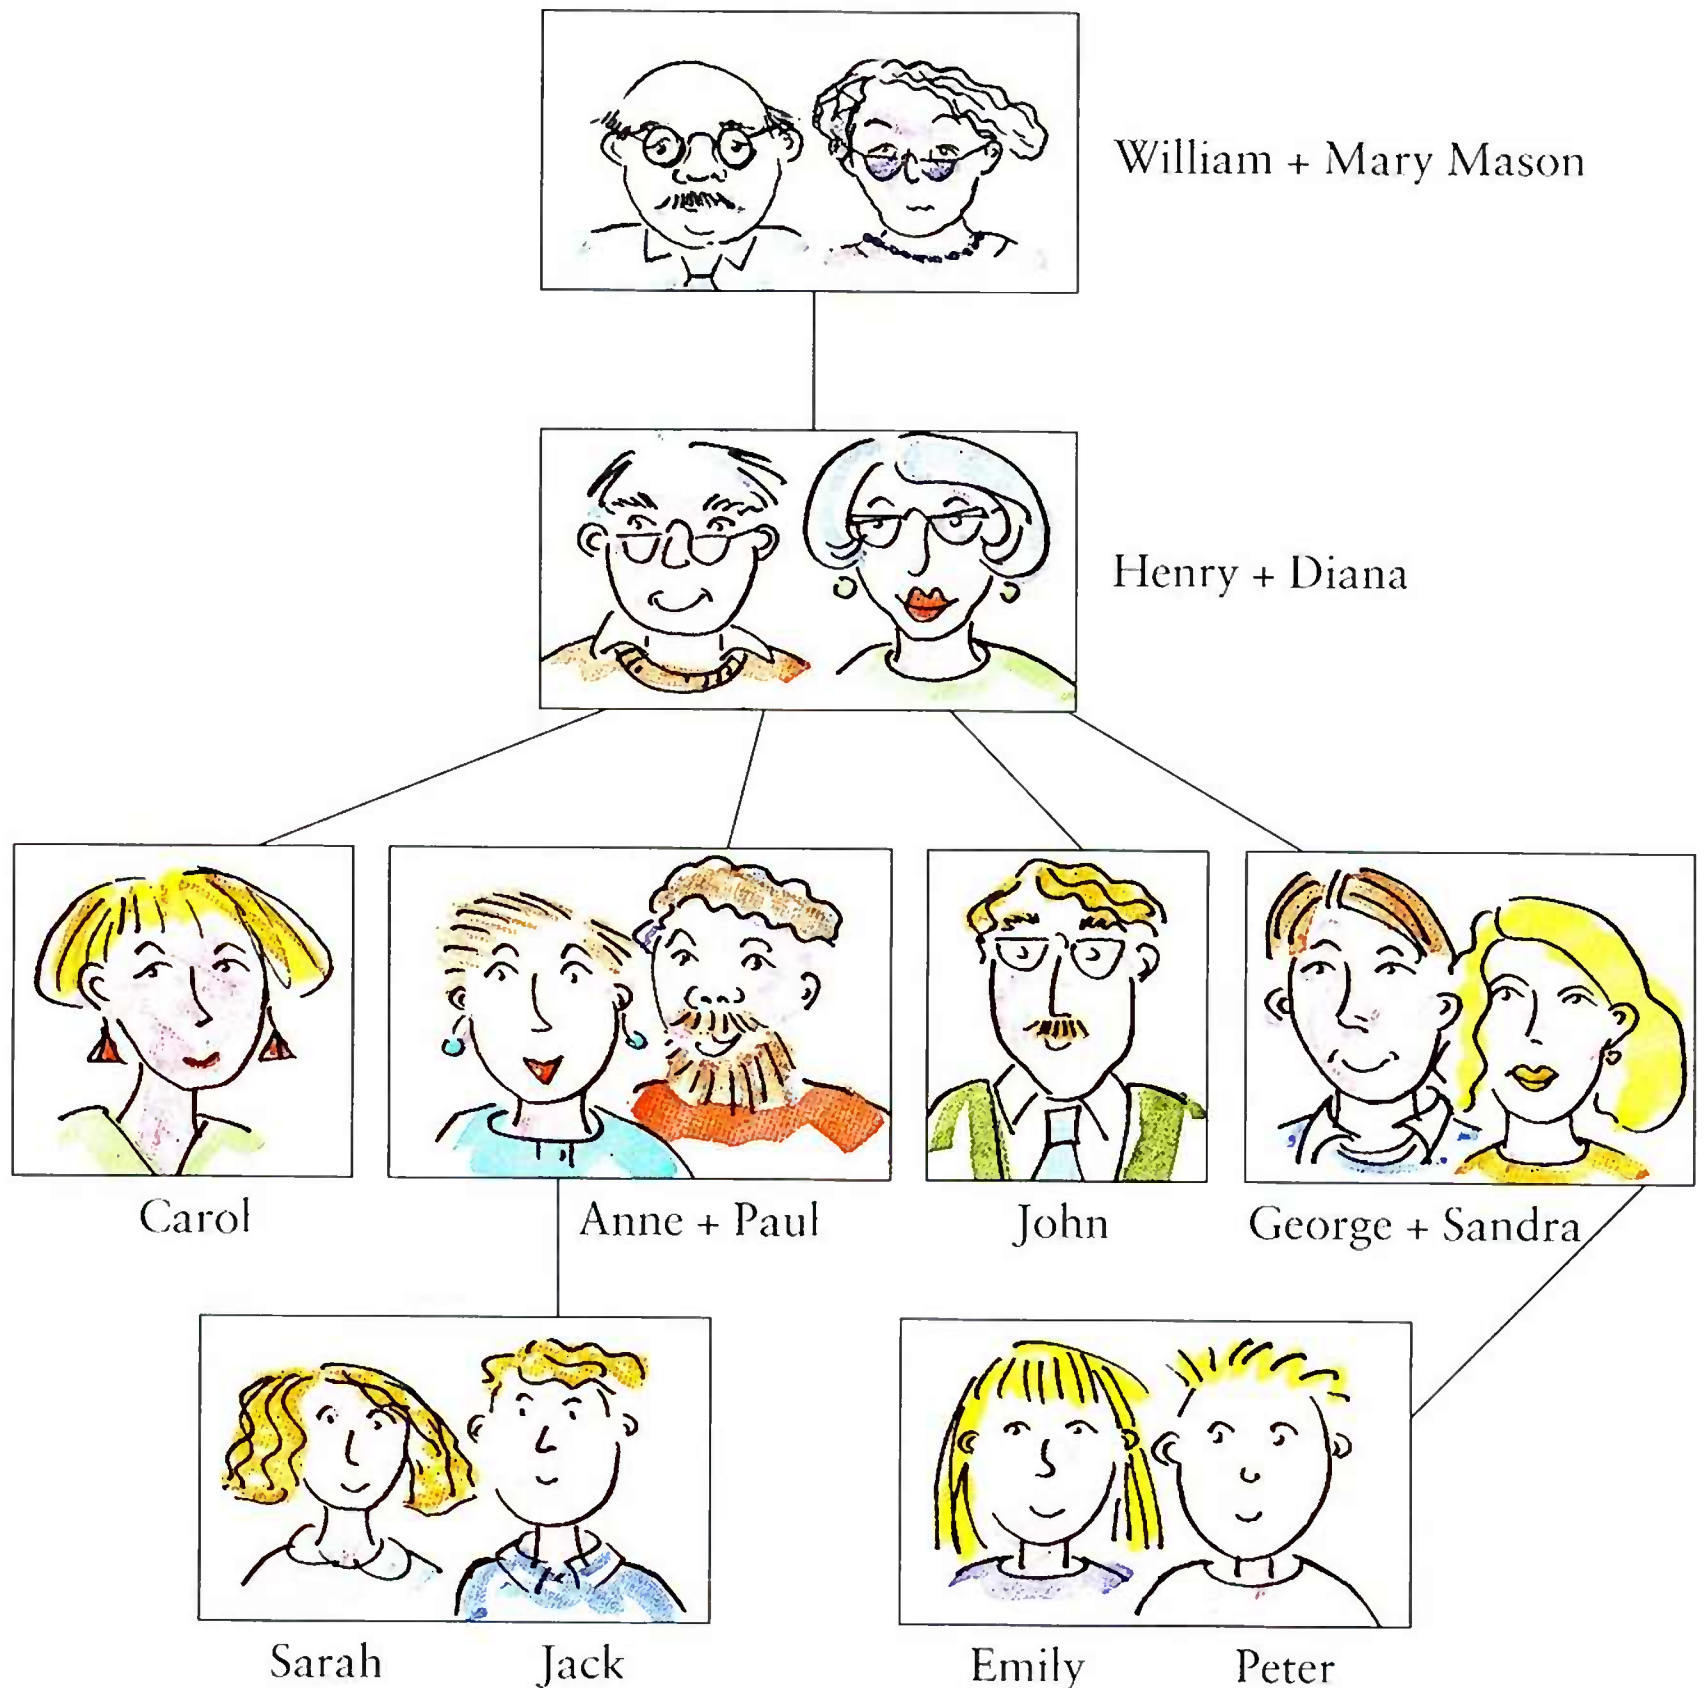 William + Mary Mason
Henry + Diana
Carol
Anne + Paul
John
George + Sandra
Sarah
Jack
Emily
Peter